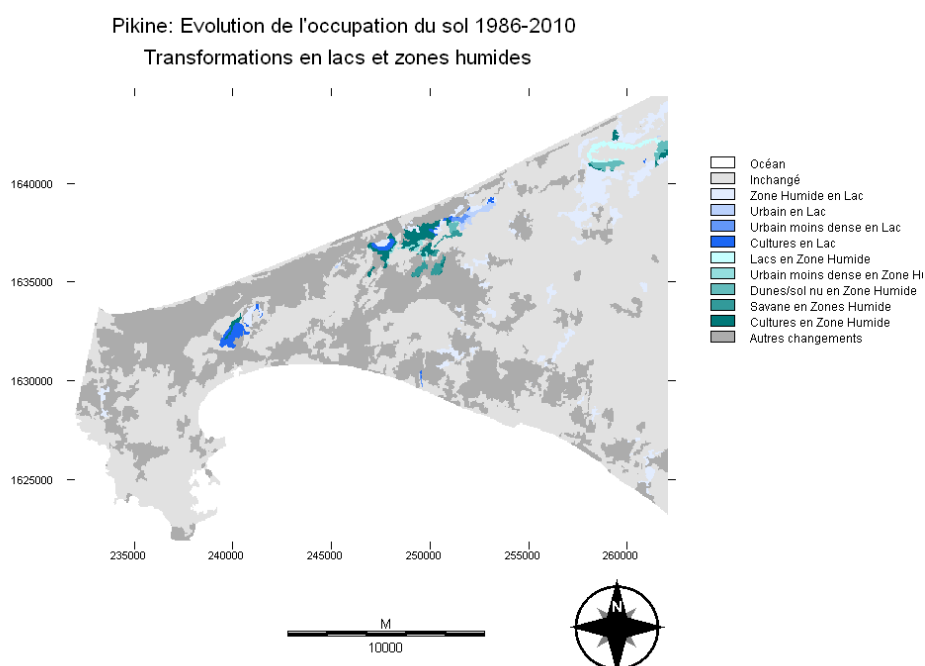 Pikine: Evolution de l'occupation du sol 1986-2010
Transformations en lacs et zones humides
Océan
Inchangé
Zone Humide en Lac
Urbain en Lac
Urbain moins dense en Lac
Cultures en Lac
Lacs en Zone Humide
Urbain moins dense en Zone Hu
Dunes/sol nu en Zone Humide
Savane en Zones Humide
Cultures en Zone Humide
Autres changements
1640000
1635000
1630000
1625000
235000 240000 245000 250000 255000 260000
M
10000
N